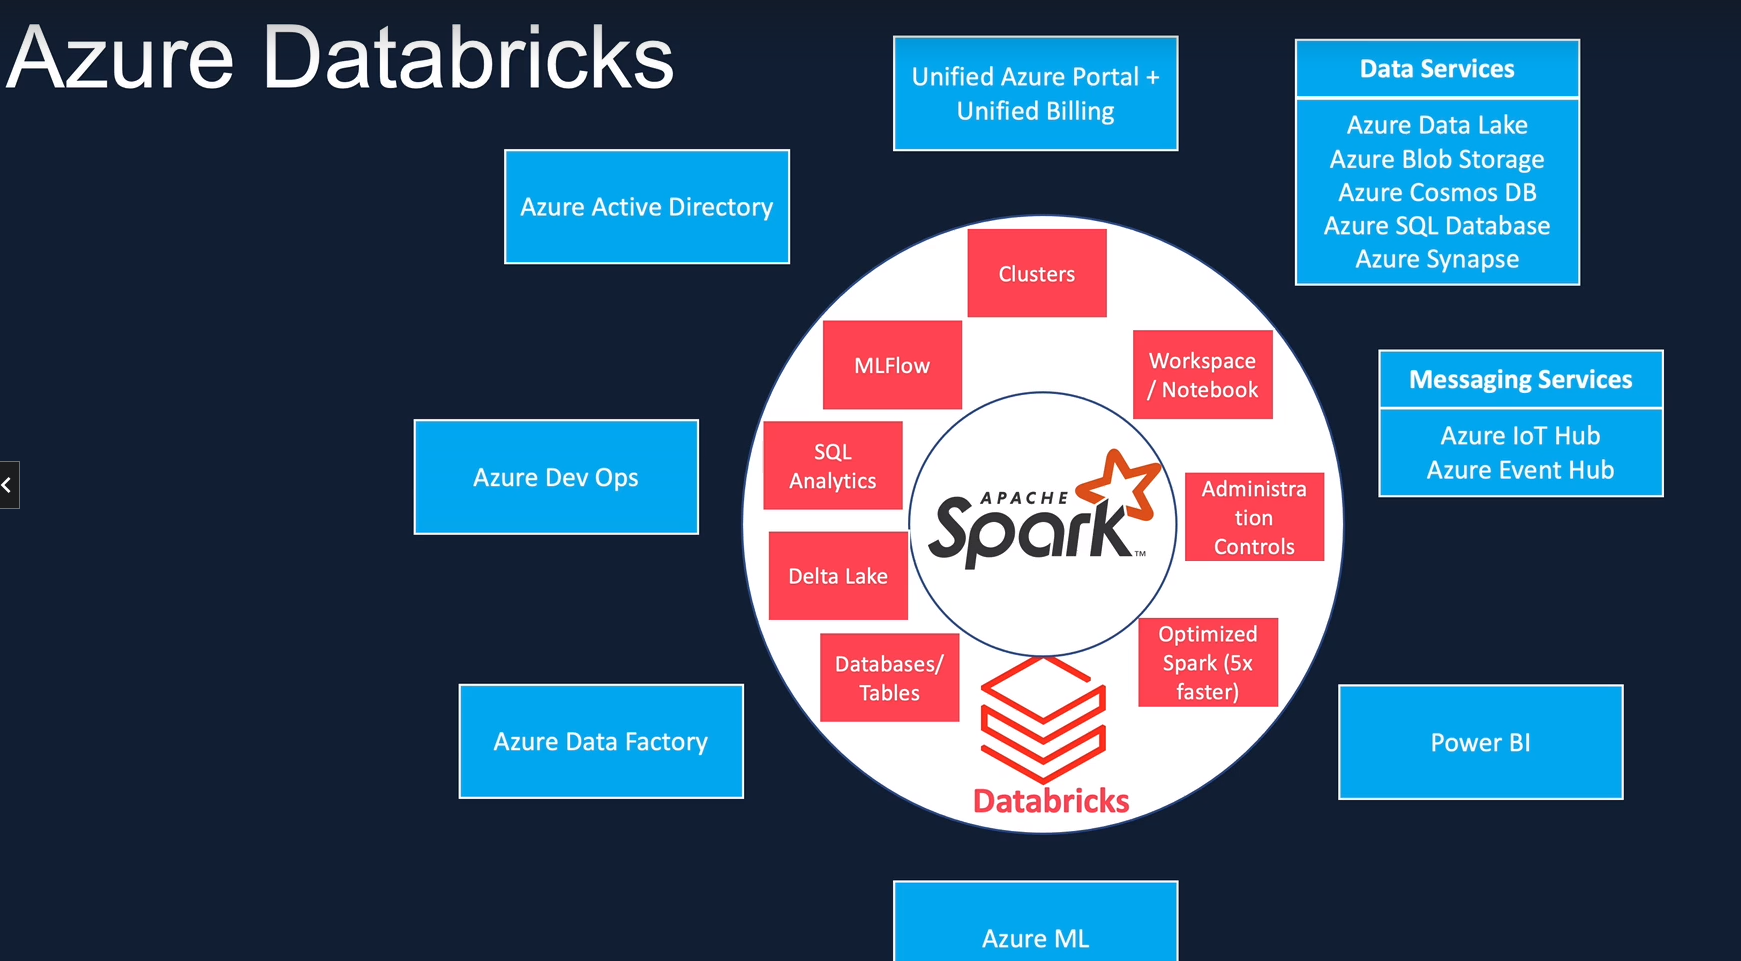 Azure Databricks
Unified Azure Portal +
Unified Billing
Data Services
Azure Data Lake
Azure Blob Storage
Azure Cosmos DB
Azure SQL Database
Azure Synapse
Azure Active Directory
Clusters
MLFlow
Workspace
/ Notebook
Messaging Services
Azure IoT Hub
Azure Event Hub
SQL
Analytics
Azure Dev Ops
APACHE
Spark™
Administra
tion
Controls
Delta Lake
Databases/
Tables
Optimized
Spark (5x
faster)
Azure Data Factory
Power BI
Databricks
Azure ML